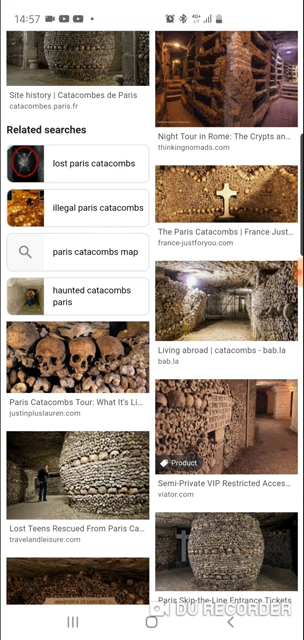 14:57
4G+
Site history | Catacombes de Paris
catacombes.paris.fr
Related searches
lost paris catacombs
illegal paris catacombs
paris catacombs map
haunted catacombs
paris
Paris Catacombs Tour: What It's Li...
justinpluslauren.com
Lost Teens Rescued From Paris Ca...
travelandleisure.com
Night Tour in Rome: The Crypts an...
thinkingnomads.com
The Paris Catacombs | France Just...
france-justforyou.com
Living abroad | catacombs - bab.la
bab.la
Product
Semi-Private VIP Restricted Acces...
viator.com
Paris Skip-the-Line Entrance Tickets
DU RECORDER